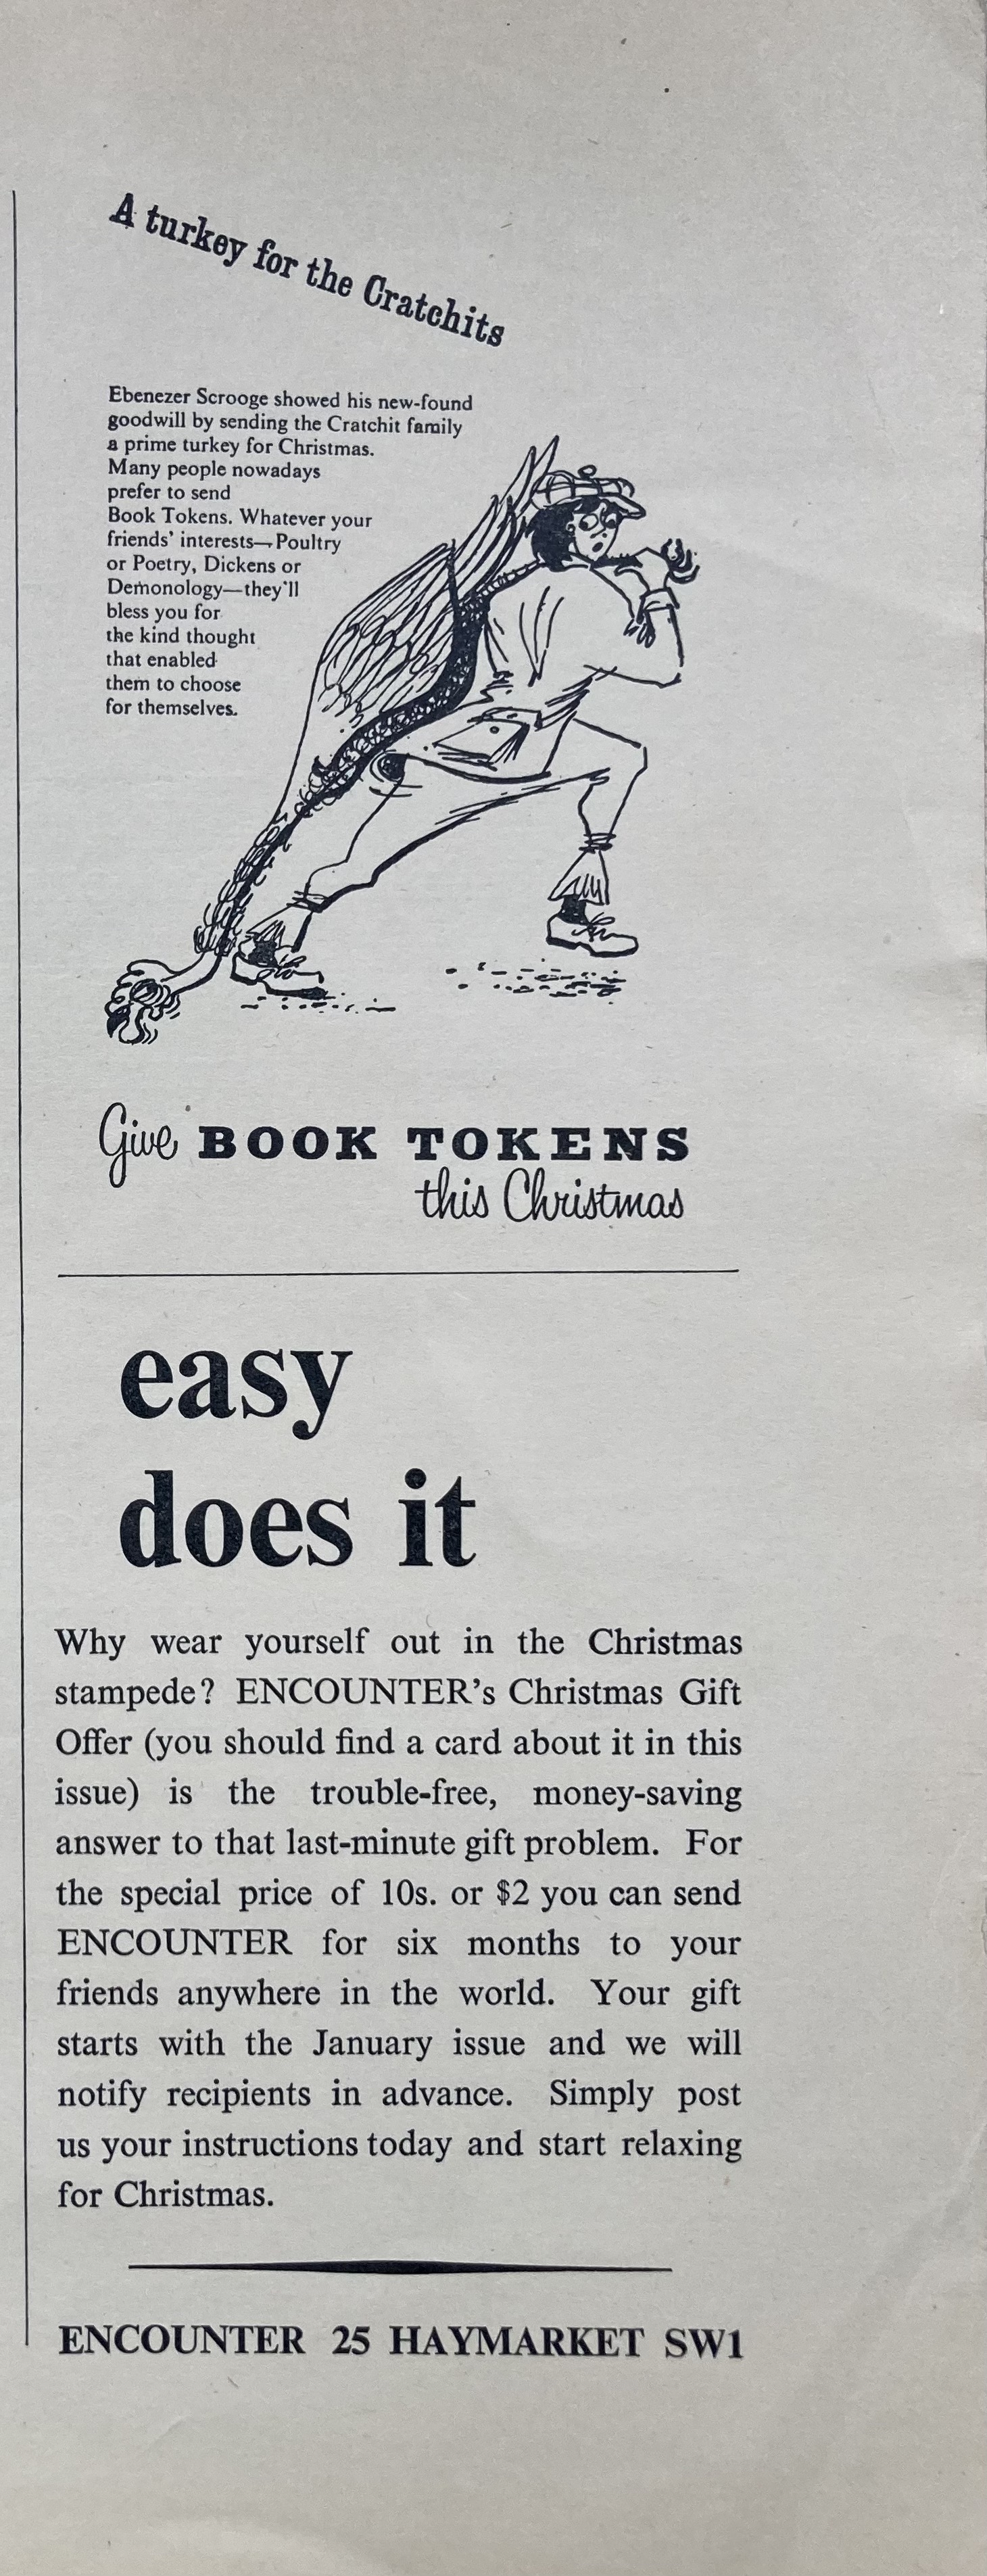 A turkey for the Cratchits
Ebenezer Scrooge showed his new-found
goodwill by sending the Cratchit family
a prime turkey for Christmas.
Many people nowadays
prefer to send
Book Tokens. Whatever your
friends' interests—Poultry
or Poetry, Dickens or
Demonology—they'll
bless you for
the kind thought
that enabled
them to choose
for themselves.
Give BOOK TOKENS
this Christmas
easy
does it
Why wear yourself out in the Christmas
stampede? ENCOUNTER's Christmas Gift
Offer (you should find a card about it in this
issue) is the trouble-free, money-saving
answer to that last-minute gift problem. For
the special price of 10s. or $2 you can send
ENCOUNTER for six months to your
friends anywhere in the world. Your gift
starts with the January issue and we will
notify recipients in advance. Simply post
us your instructions today and start relaxing
for Christmas.
ENCOUNTER 25 HAYMARKET SW1